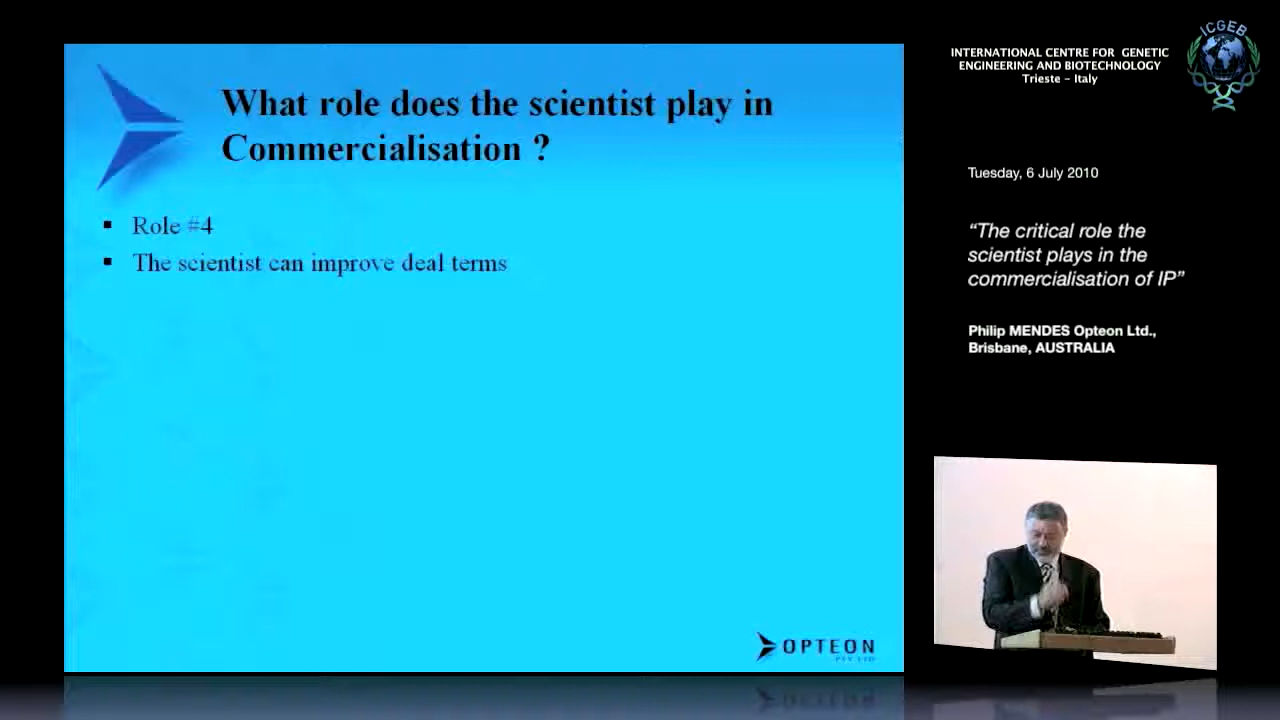 What role does the scientist play in
Commercialisation ?
Role #4
The scientist can improve deal terms
OPTEON
PTY LTD
INTERNATIONAL CENTRE FOR GENETIC
ENGINEERING AND BIOTECHNOLOGY
Trieste - Italy
ICGEB
Tuesday, 6 July 2010
“The critical role the
scientist plays in the
commercialisation of IP”
Philip MENDES Opteon Ltd.,
Brisbane, AUSTRALIA